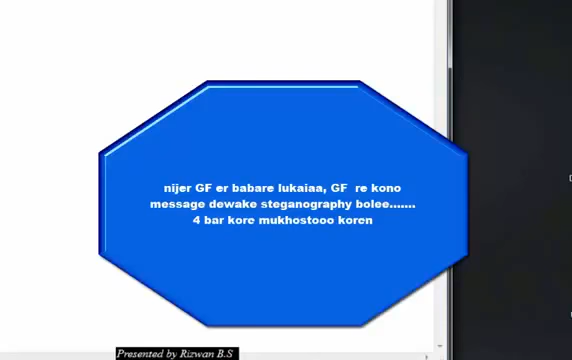 nijer GF er babare lukaiaa, GF re kono
message dewake steganography bolee.......
4 bar kore mukhostooo koren
Presented by Rizwan B.S